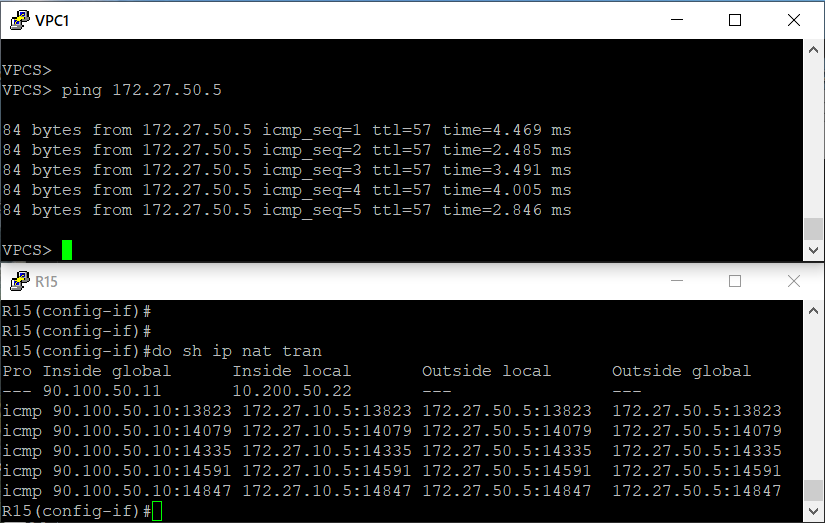 VPC1
VPCS>
VPCS> ping 172.27.50.5
84 bytes from 172.27.50.5 icmp_seq=1 ttl=57 time=4.469 ms
84 bytes from 172.27.50.5 icmp_seq=2 ttl=57 time=2.485 ms
84 bytes from 172.27.50.5 icmp_seq=3 ttl=57 time=3.491 ms
84 bytes from 172.27.50.5 icmp_seq=4 ttl=57 time=4.005 ms
84 bytes from 172.27.50.5 icmp_seq=5 ttl=57 time=2.846 ms
VPCS>
R15
R15(config-if)#
R15(config-if)#
R15(config-if)#do sh ip nat tran
Pro Inside global      Inside local       Outside local      Outside global
--- 90.100.50.11       10.200.50.22       ---                ---
icmp 90.100.50.10:13823 172.27.10.5:13823 172.27.50.5:13823  172.27.50.5:13823
icmp 90.100.50.10:14079 172.27.10.5:14079 172.27.50.5:14079  172.27.50.5:14079
icmp 90.100.50.10:14335 172.27.10.5:14335 172.27.50.5:14335  172.27.50.5:14335
icmp 90.100.50.10:14591 172.27.10.5:14591 172.27.50.5:14591  172.27.50.5:14591
icmp 90.100.50.10:14847 172.27.10.5:14847 172.27.50.5:14847  172.27.50.5:14847
R15(config-if)#